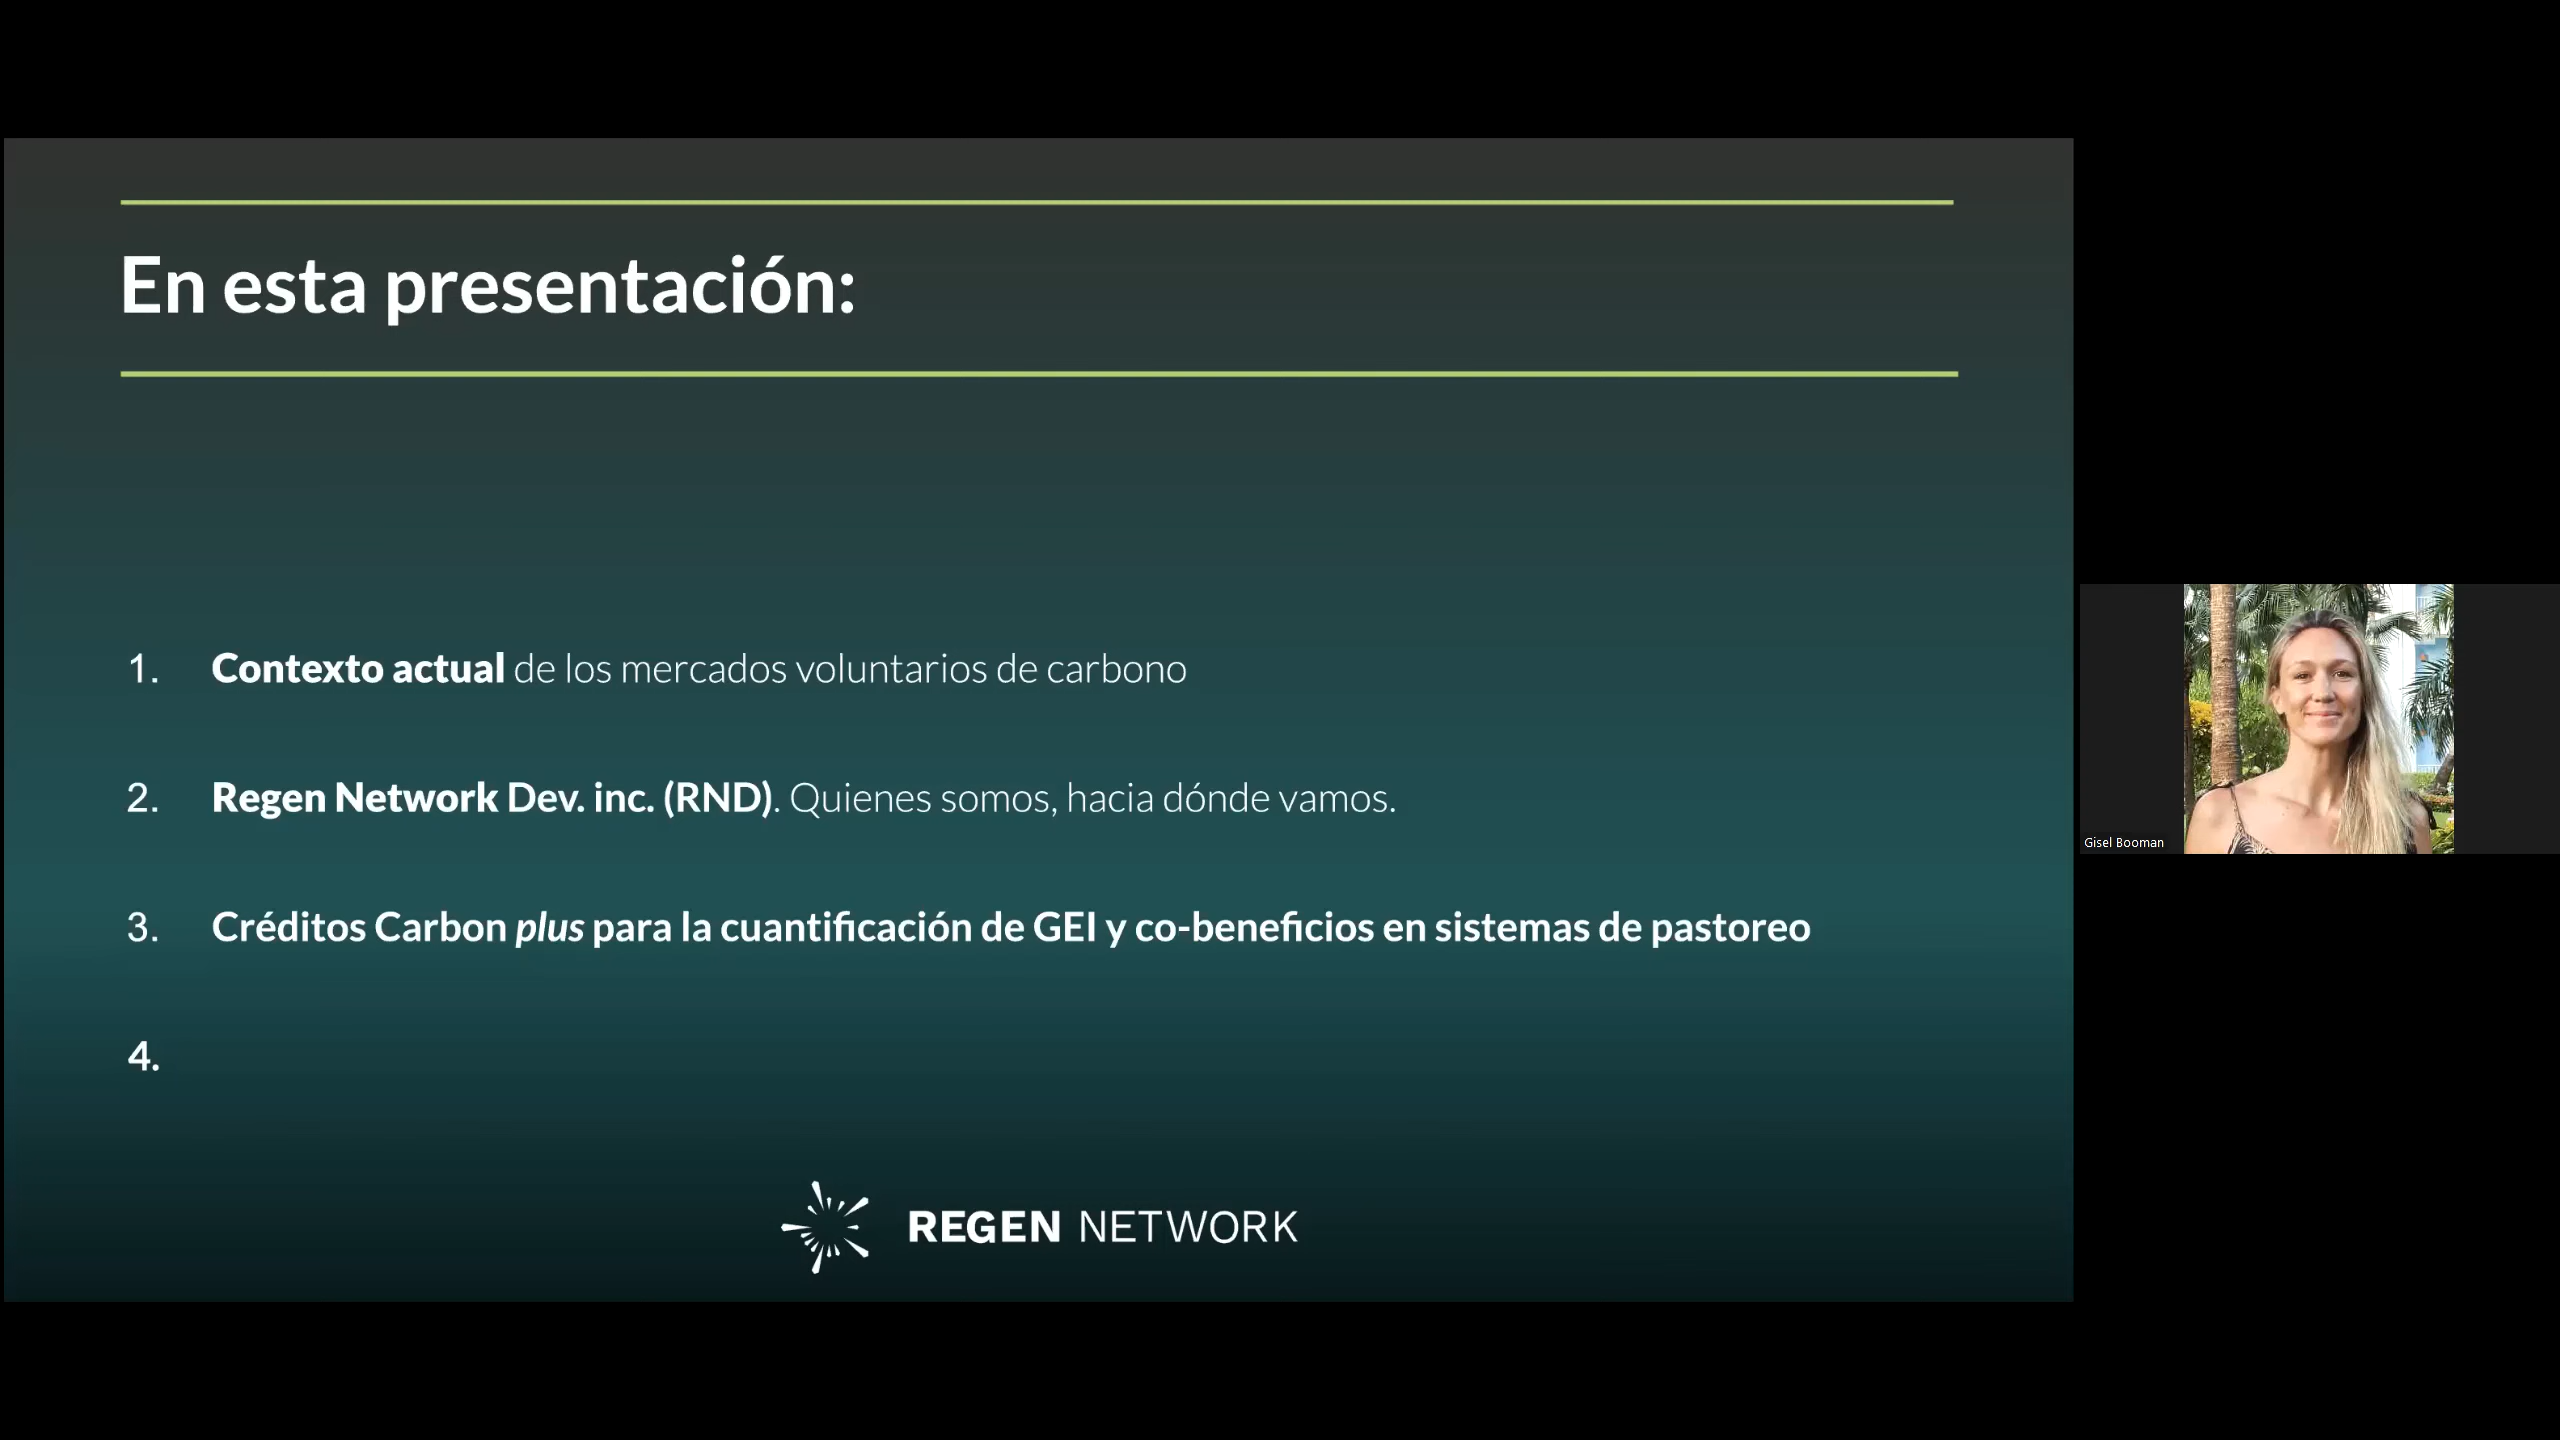 En esta presentación:
1. Contexto actual de los mercados voluntarios de carbono
2. Regen Network Dev. inc. (RND). Quienes somos, hacia dónde vamos.
3. Créditos Carbon plus para la cuantificación de GEI y co-beneficios en sistemas de pastoreo
4.
REGEN NETWORK
Gisel Booman